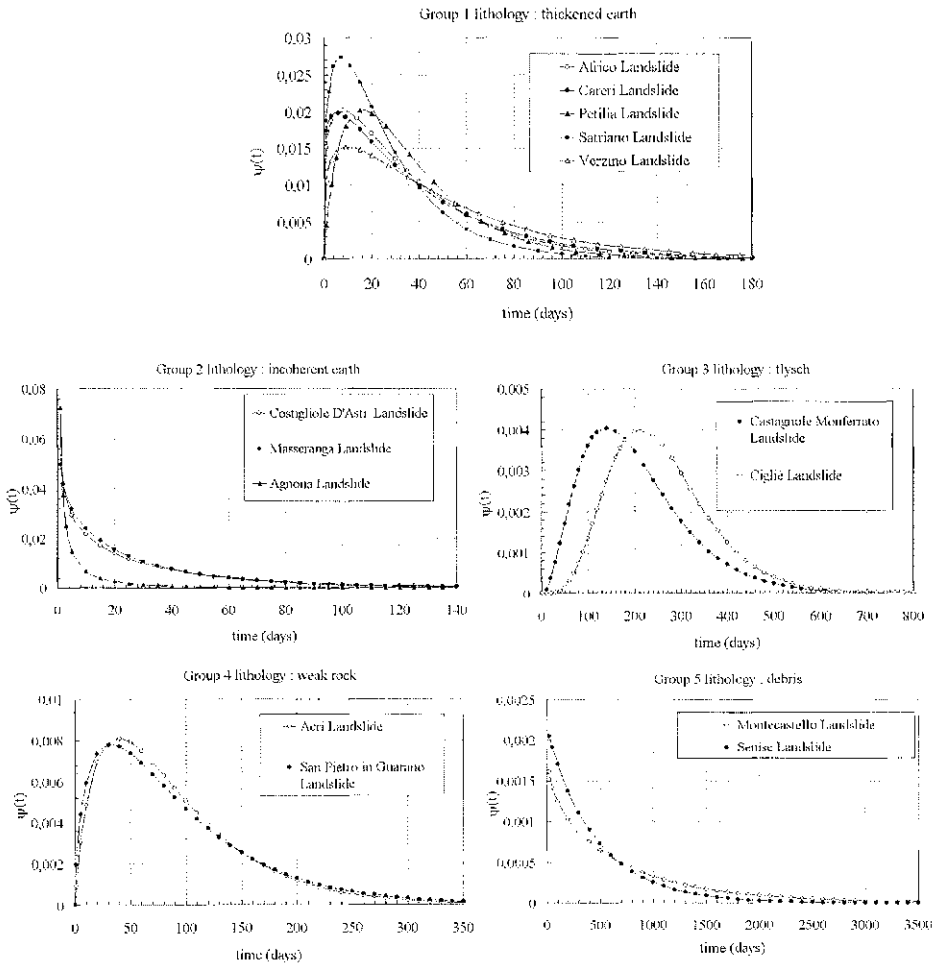 Group 1 lithology : thickened earth
0,03
0,025
0,02
0,015
0,01
0,005
0
ψ(t)
Africo Landslide
Careri Landslide
Petilia Landslide
Satriano Landslide
Verzino Landslide
0 20 40 60 80 100 120 140 160 180
time (days)
Group 2 lithology : incoherent earth
0,08
0,06
0,04
0,02
0
ψ(t)
Costigliole D'Asti Landslide
Masseranga Landslide
Agnona Landslide
0 20 40 60 80 100 120 140
time (days)
Group 3 lithology : flysch
0,005
0,004
0,003
0,002
0,001
0
ψ(t)
Castagnole Monferrato
Landslide
Cigliè Landslide
0 100 200 300 400 500 600 700 800
time (days)
Group 4 lithology : weak rock
0,01
0,008
0,006
0,004
0,002
0
ψ(t)
Acri Landslide
San Pietro in Guarano
Landslide
0 50 100 150 200 250 300 350
time (days)
Group 5 lithology : debris
0,0025
0,002
0,0015
0,001
0,0005
0
ψ(t)
Montecastello Landslide
Senise Landslide
0 500 1000 1500 2000 2500 3000 3500
time (days)